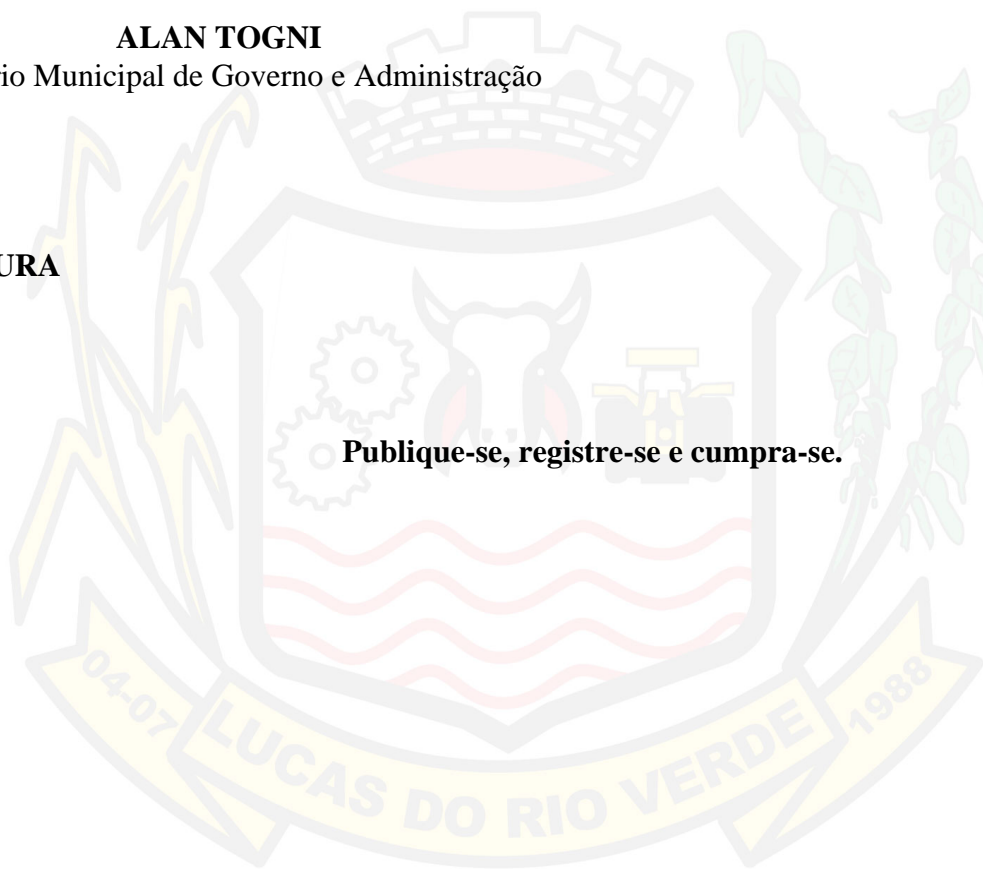 ALAN TOGNI
rio Municipal de Governo e Administração
URA
Publique-se, registre-se e cumpra-se.
04-07 LUCAS DO RIO VERDE 1988